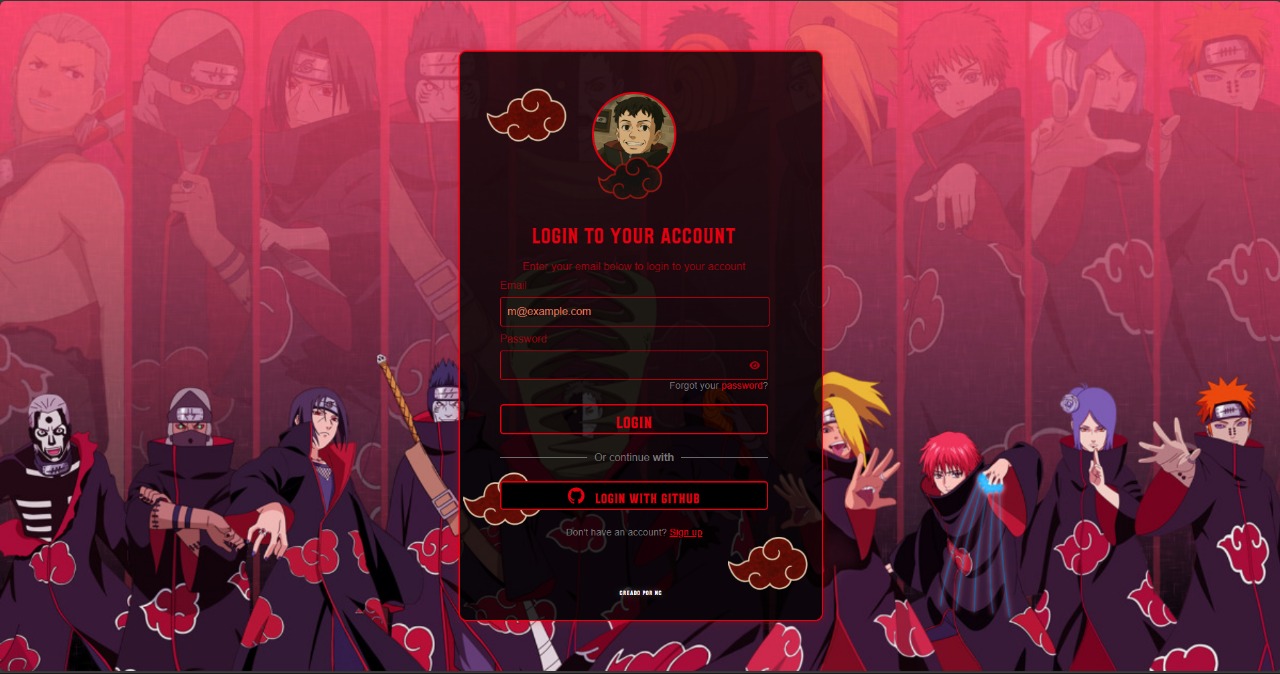 LOGIN TO YOUR ACCOUNT
Enter your email below to login to your account
Email
m@example.com
Password
Forgot your password?
LOGIN
Or continue with
LOGIN WITH GITHUB
Don't have an account? Sign up
CREADO POR NC